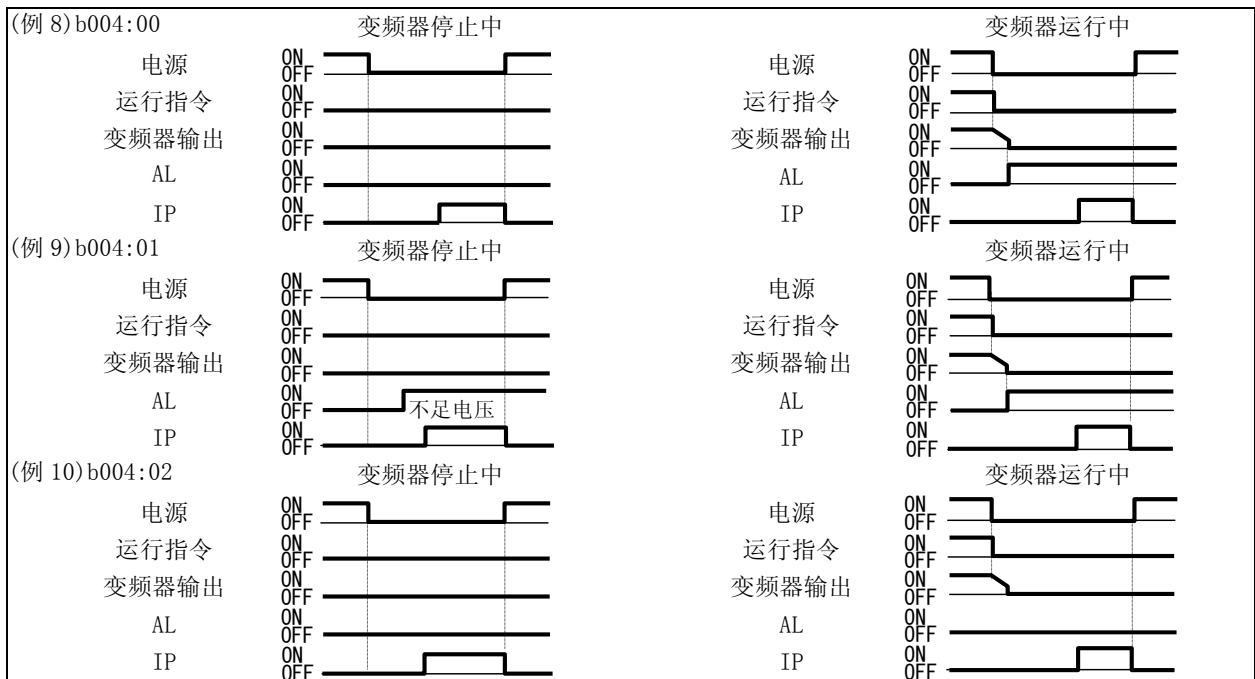 (例 8)b004:00 变频器停止中 变频器运行中
电源 ON OFF 电源 ON OFF
运行指令 ON OFF 运行指令 ON OFF
变频器输出 ON OFF 变频器输出 ON OFF
AL ON OFF AL ON OFF
IP ON OFF IP ON OFF
(例 9)b004:01 变频器停止中 变频器运行中
电源 ON OFF 电源 ON OFF
运行指令 ON OFF 运行指令 ON OFF
变频器输出 ON OFF 变频器输出 ON OFF
AL ON OFF 不足电压 AL ON OFF
IP ON OFF IP ON OFF
(例 10)b004:02 变频器停止中 变频器运行中
电源 ON OFF 电源 ON OFF
运行指令 ON OFF 运行指令 ON OFF
变频器输出 ON OFF 变频器输出 ON OFF
AL ON OFF AL ON OFF
IP ON OFF IP ON OFF